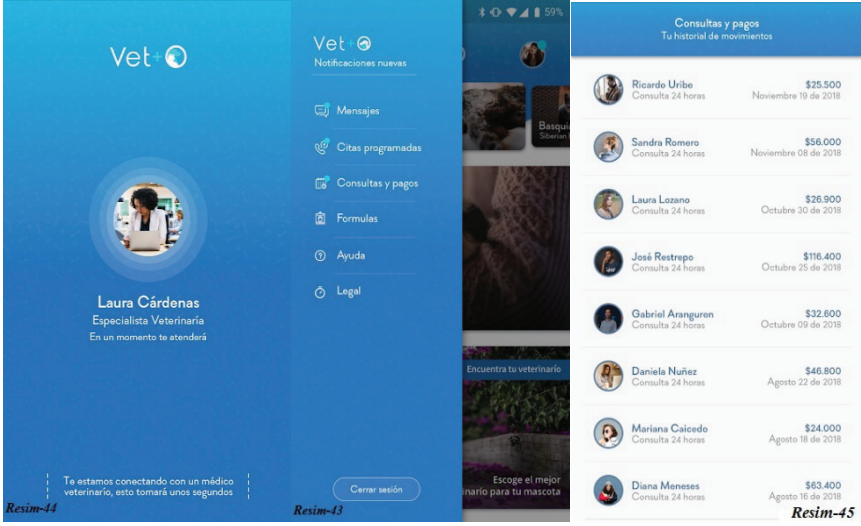 Vet+
Laura Cárdenas
Especialista Veterinaría
En un momento te atenderá
Te estamos conectando con un médico
veterinario, esto tomará unos segundos
Resim-44
Vet+
Notificaciones nuevas
Mensajes
Citas programadas
Consultas y pagos
Formulas
Ayuda
Legal
Cerrar sesión
Resim-43
59%
Basqui
Siberian
Encuentra tu veterinario
Escoge el mejor
inario para tu mascota
Consultas y pagos
Tu historial de movimientos
Ricardo Uribe $25.500
Consulta 24 horas Noviembre 19 de 2018
Sandra Romero $56.000
Consulta 24 horas Noviembre 08 de 2018
Laura Lozano $26.900
Consulta 24 horas Octubre 30 de 2018
José Restrepo $116.400
Consulta 24 horas Octubre 25 de 2018
Gabriel Aranguren $32.600
Consulta 24 horas Octubre 09 de 2018
Daniela Nuñez $46.800
Consulta 24 horas Agosto 22 de 2018
Mariana Caicedo $24.000
Consulta 24 horas Agosto 18 de 2018
Diana Meneses $63.400
Consulta 24 horas Agosto 16 de 2018
Resim-45